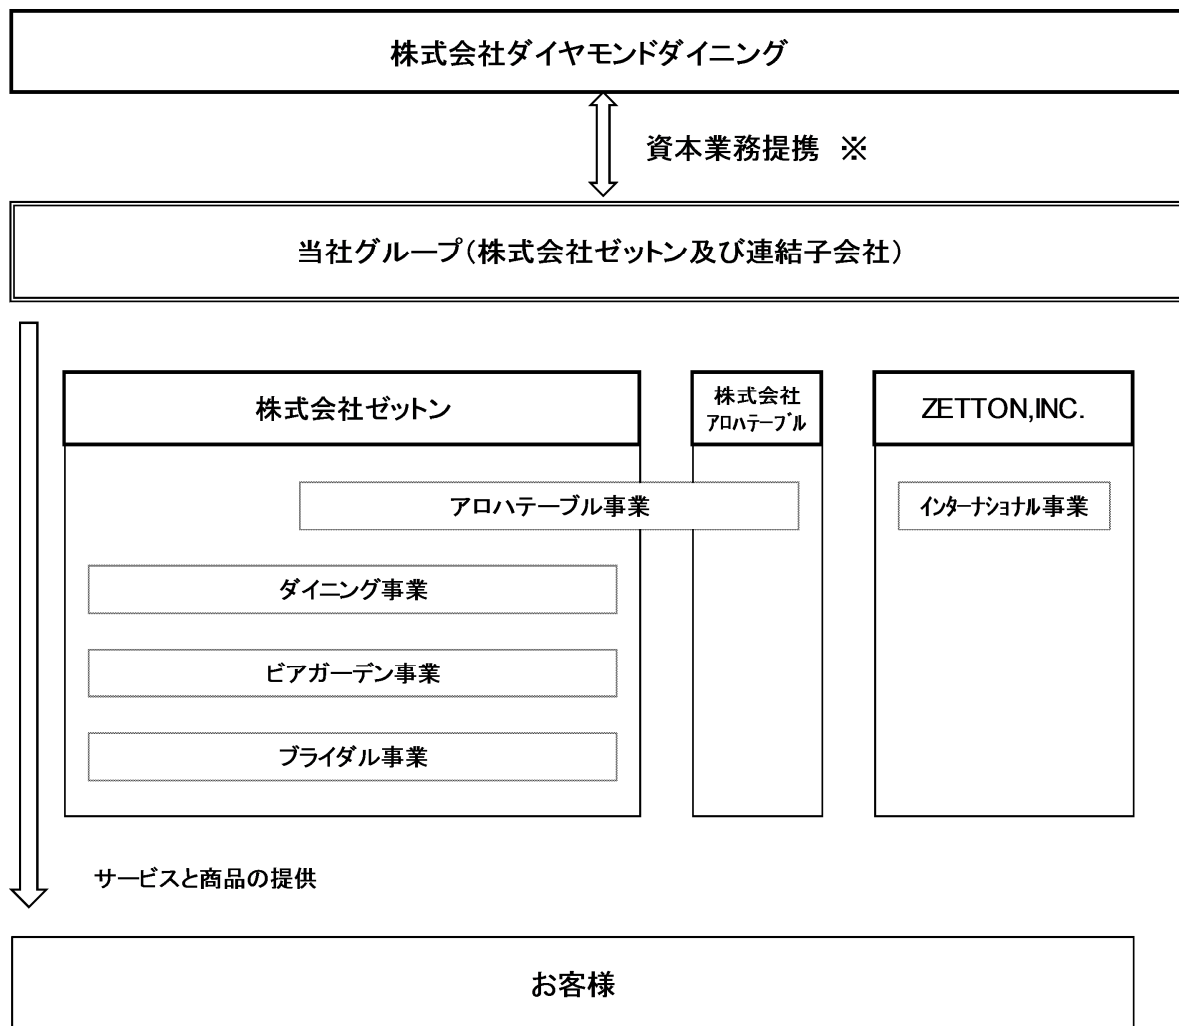 株式会社ダイヤモンドダイニング
資本業務提携 ※
当社グループ(株式会社ゼットン及び連結子会社)
株式会社ゼットン
株式会社
アロハテーブル
ZETTON,INC.
アロハテーブル事業
インターナショナル事業
ダイニング事業
ビアガーデン事業
ブライダル事業
サービスと商品の提供
お客様